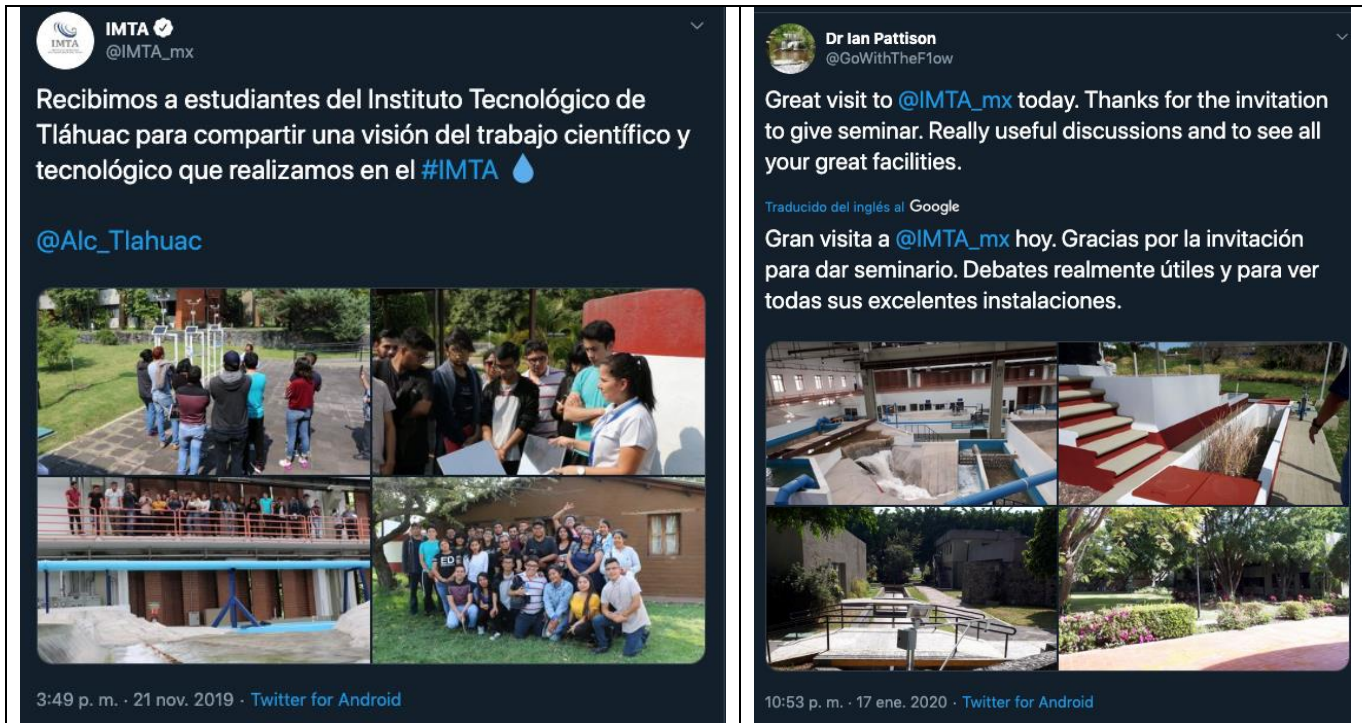 IMTA
@IMTA_mx
IMTA
Recibimos a estudiantes del Instituto Tecnológico de
Tláhuac para compartir una visión del trabajo científico y
tecnológico que realizamos en el #IMTA
@Alc_Tlahuac
3:49 p. m. · 21 nov. 2019 · Twitter for Android
Dr Ian Pattison
@GoWithTheF1ow
Great visit to @IMTA_mx today. Thanks for the invitation
to give seminar. Really useful discussions and to see all
your great facilities.
Traducido del inglés al Google
Gran visita a @IMTA_mx hoy. Gracias por la invitación
para dar seminario. Debates realmente útiles y para ver
todas sus excelentes instalaciones.
10:53 p. m. · 17 ene. 2020 · Twitter for Android